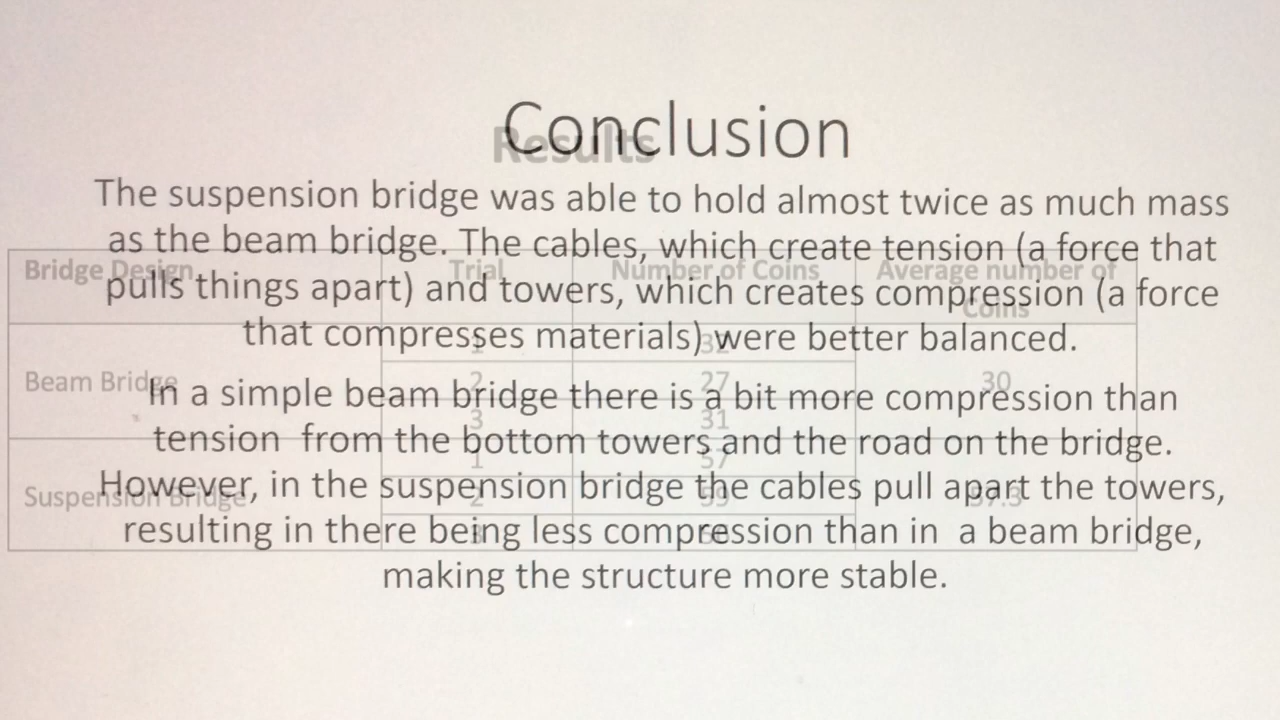 Conclusion
Results
The suspension bridge was able to hold almost twice as much mass
as the beam bridge. The cables, which create tension (a force that
pulls things apart) and towers, which creates compression (a force
that compresses materials) were better balanced.
In a simple beam bridge there is a bit more compression than
tension from the bottom towers and the road on the bridge.
However, in the suspension bridge the cables pull apart the towers,
resulting in there being less compression than in a beam bridge,
making the structure more stable.
Bridge Design Trial Number of Coins Average number of
Coins
Beam Bridge 1
2 27 30
3 31
Suspension Bridge 1 57
2 59
3